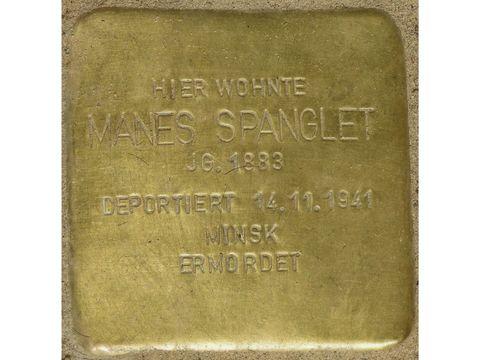 HIER WOHNTE
MANES SPANGLET
JG. 1883
DEPORTIERT 14.11.1941
MINSK
ERMORDET